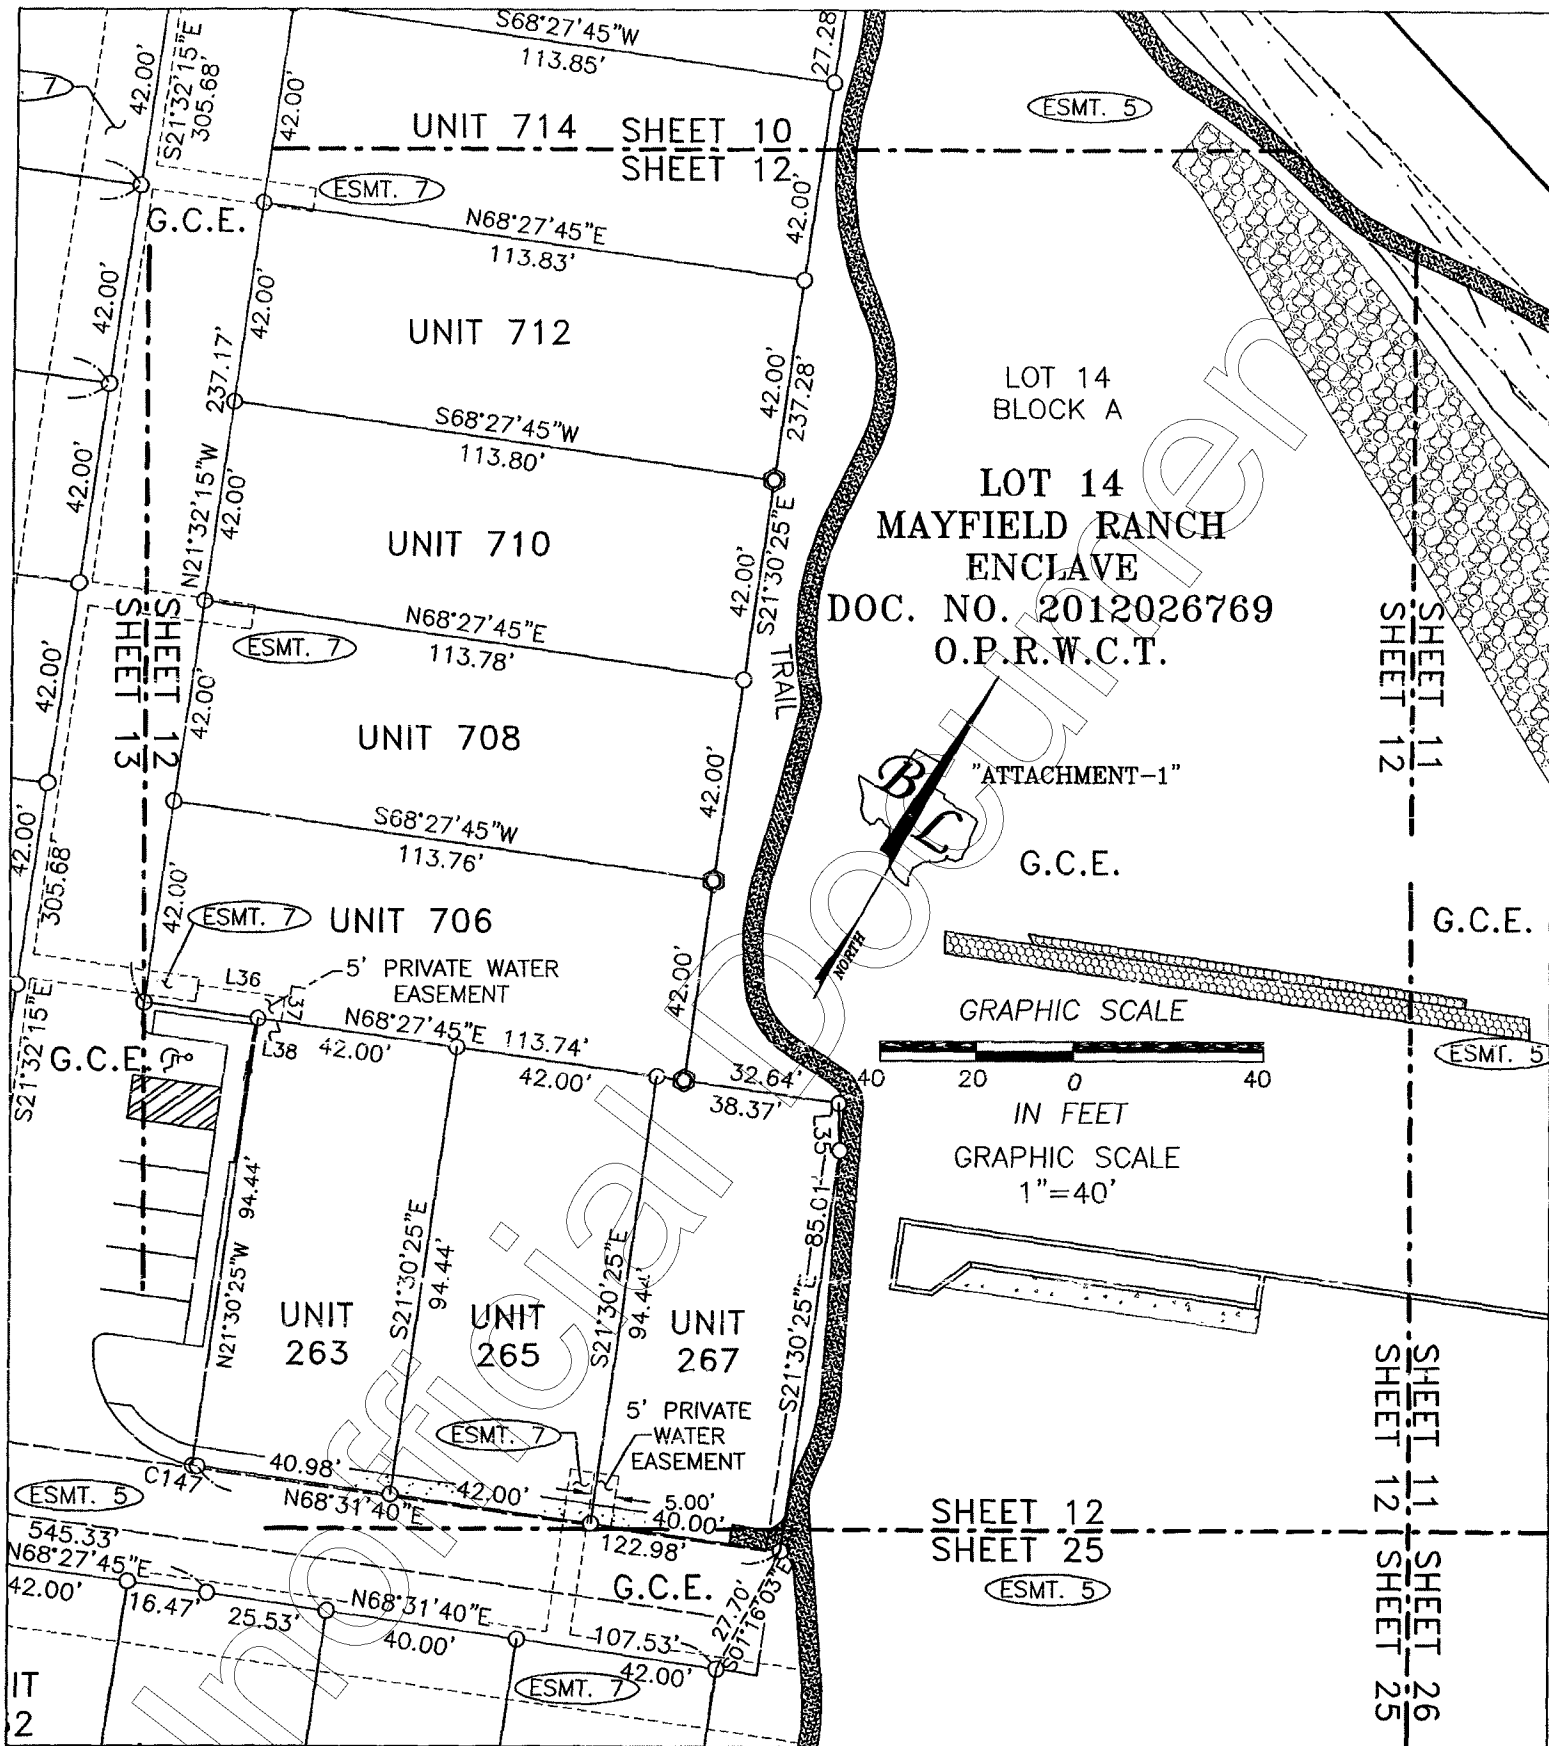 S68°27'45"W
113.85'
27.28
42.00'
S21°32'15"E
305.68'
42.00'
7
ESMT. 5
UNIT 714
SHEET 10
SHEET 12
ESMT. 7
G.C.E.
N68°27'45"E
113.83'
42.00'
42.00'
42.00'
UNIT 712
237.17'
42.00'
237.28'
LOT 14
BLOCK A
S68°27'45"W
113.80'
LOT 14
MAYFIELD RANCH
ENCLAVE
DOC. NO. 2012026769
O.P.R.W.C.T.
42.00'
N21°32'15"W
42.00'
UNIT 710
42.00'
S21°30'25"E
TRAIL
SHEET 12
SHEET 13
N68°27'45"E
113.78'
ESMT. 7
SHEET 11
SHEET 12
42.00'
42.00'
UNIT 708
42.00'
"ATTACHMENT-1"
B
L
NORTH
G.C.E.
G.C.E.
S68°27'45"W
113.76'
42.00'
305.68'
42.00'
ESMT. 7
UNIT 706
42.00'
L36
L37
L38
5' PRIVATE WATER
EASEMENT
S21°32'15"E
G.C.E.
N68°27'45"E
113.74'
42.00'
42.00'
32.64'
38.37'
L35
GRAPHIC SCALE
40 20 0 40
IN FEET
GRAPHIC SCALE
1"=40'
ESMT. 5
N21°30'25"W
94.44'
S21°30'25"E
94.44'
S21°30'25"E
94.44'
S21°30'25"E
85.01'
UNIT
263
UNIT
265
UNIT
267
5' PRIVATE
WATER
EASEMENT
ESMT. 7
SHEET 11
SHEET 12
C147
40.98'
N68°31'40"E
42.00'
5.00'
40.00'
122.98'
ESMT. 5
SHEET 12
SHEET 25
ESMT. 5
545.33'
N68°27'45"E
42.00'
16.47'
25.53'
N68°31'40"E
40.00'
G.C.E.
27.70'
S01°16'03"E
107.53'
42.00'
ESMT. 7
SHEET 26
SHEET 25
IT
2
Unofficial Document